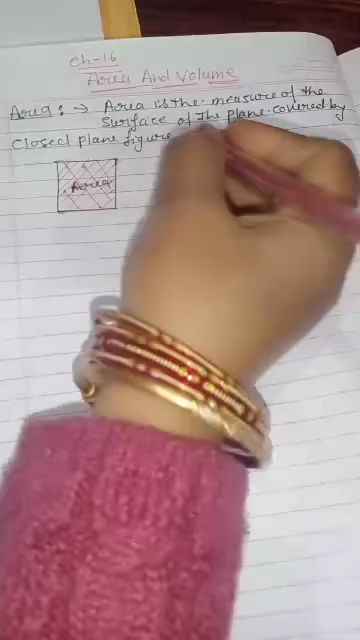 Ch-16
Area And Volume
Area :→ Area is the measure of the
surface of the plane covered by
closed plane figure
Area